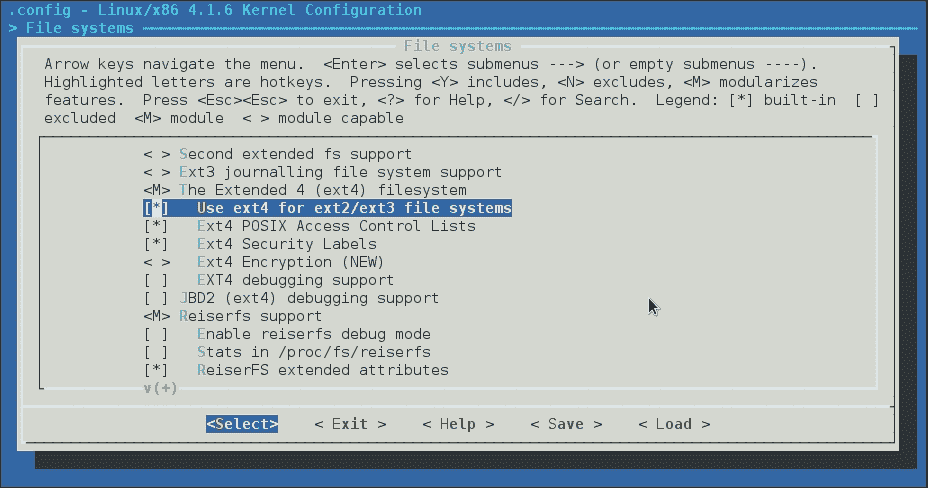 .config - Linux/x86 4.1.6 Kernel Configuration
> File systems
File systems
Arrow keys navigate the menu.  <Enter> selects submenus ---> (or empty submenus ----).
Highlighted letters are hotkeys.  Pressing <Y> includes, <N> excludes, <M> modularizes
features.  Press <Esc><Esc> to exit, <?> for Help, </> for Search.  Legend: [*] built-in  [ ]
excluded  <M> module  < > module capable
< > Second extended fs support
< > Ext3 journalling file system support
<M> The Extended 4 (ext4) filesystem
[*]   Use ext4 for ext2/ext3 file systems
[*]   Ext4 POSIX Access Control Lists
[*]   Ext4 Security Labels
< >   Ext4 Encryption (NEW)
[ ]   EXT4 debugging support
[ ] JBD2 (ext4) debugging support
<M> Reiserfs support
[ ]   Enable reiserfs debug mode
[ ]   Stats in /proc/fs/reiserfs
[*]   ReiserFS extended attributes
v(+)
<Select>    < Exit >    < Help >    < Save >    < Load >